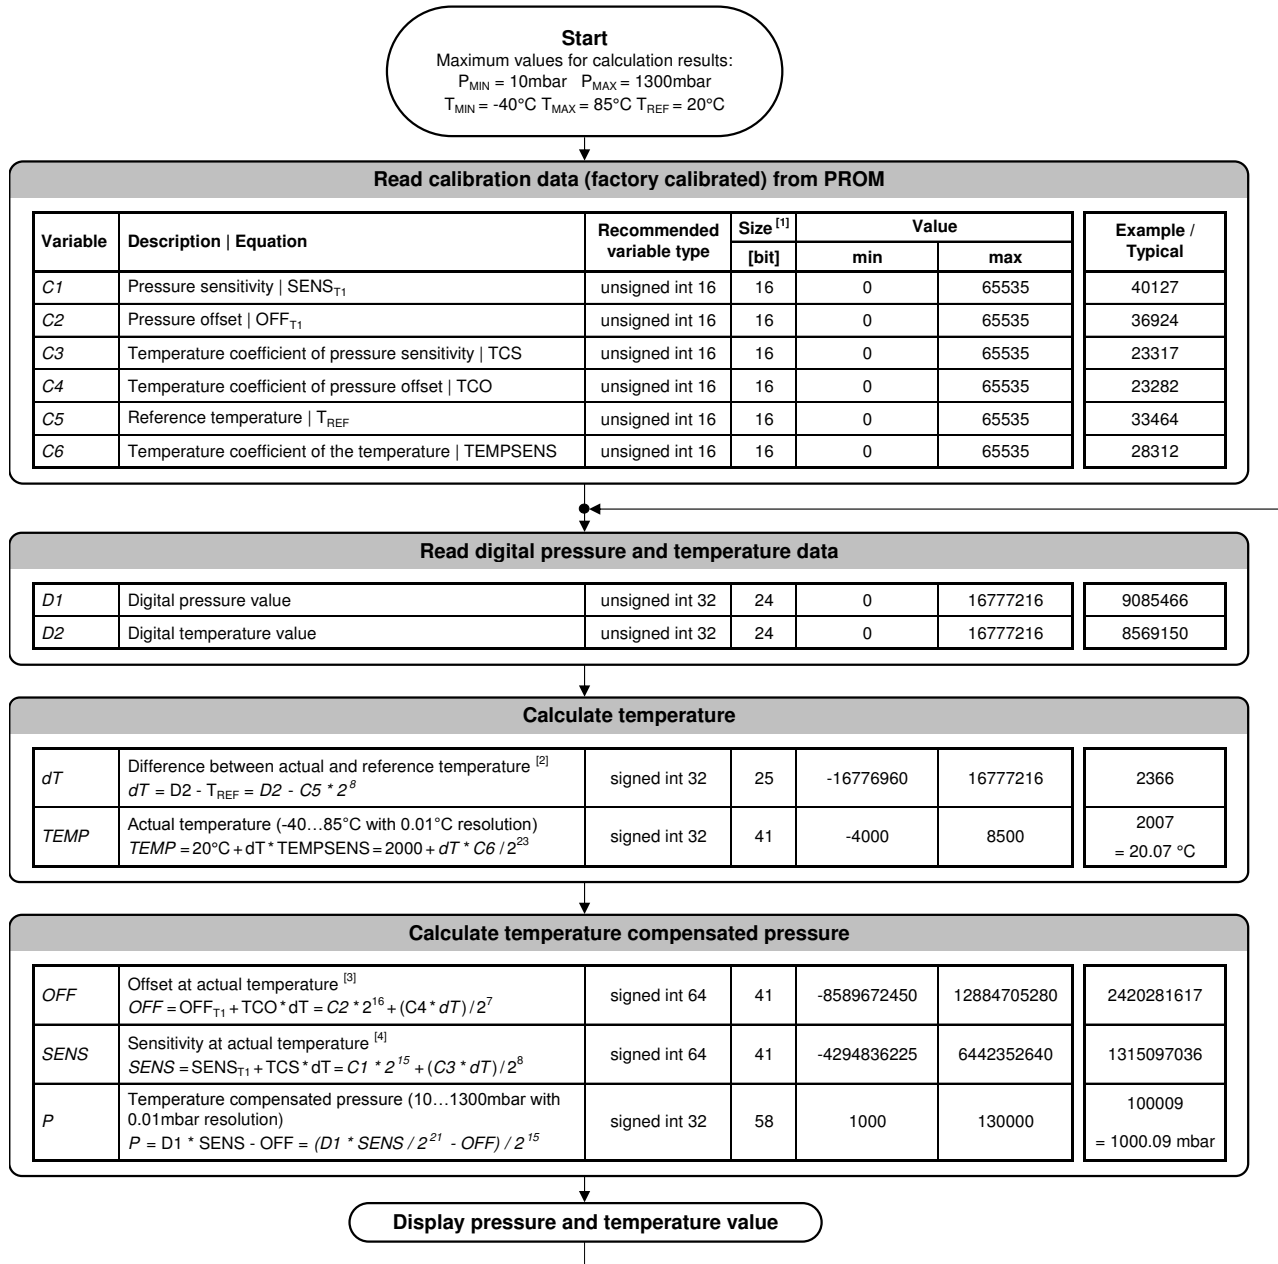 Start
Maximum values for calculation results:
P_MIN = 10mbar P_MAX = 1300mbar
T_MIN = -40°C T_MAX = 85°C T_REF = 20°C
Read calibration data (factory calibrated) from PROM
Variable | Description | Equation | Recommended variable type | Size [1] [bit] | Value min | max | Example / Typical
C1 | Pressure sensitivity | SENS_T1 | unsigned int 16 | 16 | 0 | 65535 | 40127
C2 | Pressure offset | OFF_T1 | unsigned int 16 | 16 | 0 | 65535 | 36924
C3 | Temperature coefficient of pressure sensitivity | TCS | unsigned int 16 | 16 | 0 | 65535 | 23317
C4 | Temperature coefficient of pressure offset | TCO | unsigned int 16 | 16 | 0 | 65535 | 23282
C5 | Reference temperature | T_REF | unsigned int 16 | 16 | 0 | 65535 | 33464
C6 | Temperature coefficient of the temperature | TEMPSENS | unsigned int 16 | 16 | 0 | 65535 | 28312
Read digital pressure and temperature data
D1 | Digital pressure value | unsigned int 32 | 24 | 0 | 16777216 | 9085466
D2 | Digital temperature value | unsigned int 32 | 24 | 0 | 16777216 | 8569150
Calculate temperature
dT | Difference between actual and reference temperature [2] | signed int 32 | 25 | -16776960 | 16777216 | 2366
dT = D2 - T_REF = D2 - C5 * 2^8
TEMP | Actual temperature (-40…85°C with 0.01°C resolution) | signed int 32 | 41 | -4000 | 8500 | 2007
TEMP = 20°C + dT * TEMPSENS = 2000 + dT * C6 / 2^23 | = 20.07 °C
Calculate temperature compensated pressure
OFF | Offset at actual temperature [3] | signed int 64 | 41 | -8589672450 | 12884705280 | 2420281617
OFF = OFF_T1 + TCO * dT = C2 * 2^16 + (C4 * dT) / 2^7
SENS | Sensitivity at actual temperature [4] | signed int 64 | 41 | -4294836225 | 6442352640 | 1315097036
SENS = SENS_T1 + TCS * dT = C1 * 2^15 + (C3 * dT) / 2^8
P | Temperature compensated pressure (10…1300mbar with | signed int 32 | 58 | 1000 | 130000 | 100009
0.01mbar resolution)
P = D1 * SENS - OFF = (D1 * SENS / 2^21 - OFF) / 2^15 | = 1000.09 mbar
Display pressure and temperature value